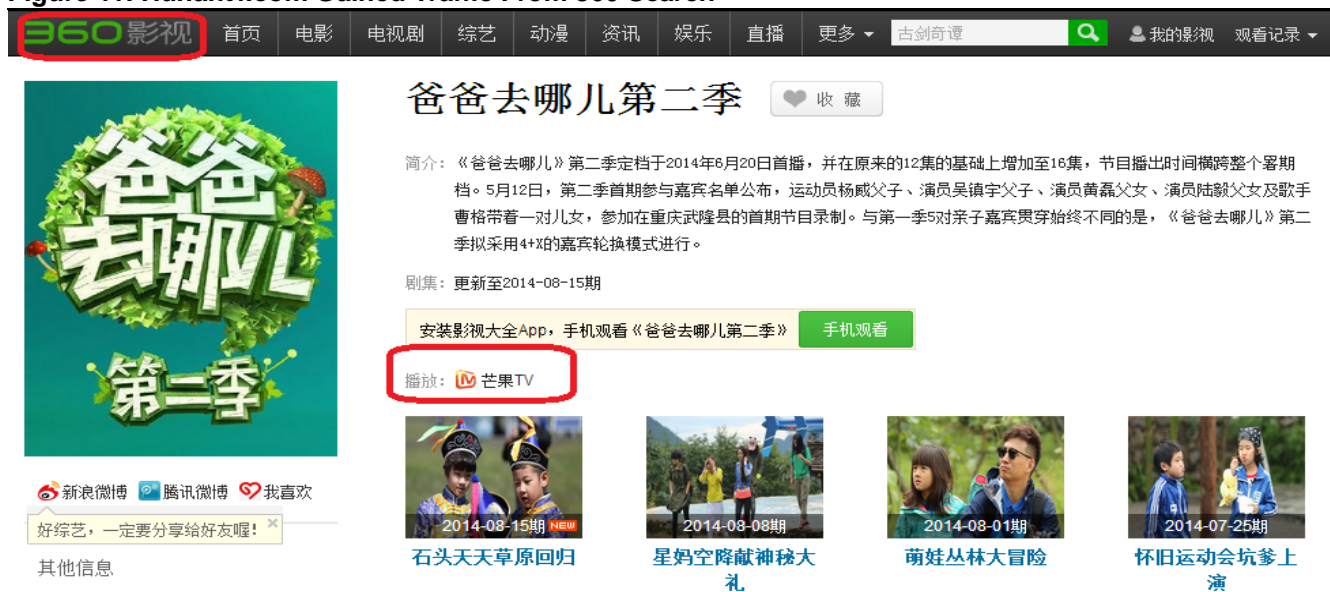 360影视 首页 电影 电视剧 综艺 动漫 资讯 娱乐 直播 更多 古剑奇谭 我的影视 观看记录
爸爸去哪儿
第二季
爸爸去哪儿第二季 收藏
简介：《爸爸去哪儿》第二季定档于2014年6月20日首播，并在原来的12集的基础上增加至16集，节目播出时间横跨整个暑期
档。5月12日，第二季首期参与嘉宾名单公布，运动员杨威父子、演员吴镇宇父子、演员黄磊父女、演员陆毅父女及歌手
曹格带着一对儿女，参加在重庆武隆县的首期节目录制。与第一季5对亲子嘉宾贯穿始终不同的是，《爸爸去哪儿》第二
季拟采用4+X的嘉宾轮换模式进行。
剧集：更新至2014-08-15期
安装影视大全App，手机观看《爸爸去哪儿第二季》 手机观看
播放：芒果TV
新浪微博 腾讯微博 我喜欢
好综艺，一定要分享给好友喔！ ×
其他信息
2014-08-15期 NEW 2014-08-08期 2014-08-01期 2014-07-25期
石头天天草原回归 星妈空降献神秘大礼 萌娃丛林大冒险 怀旧运动会坑爹上演